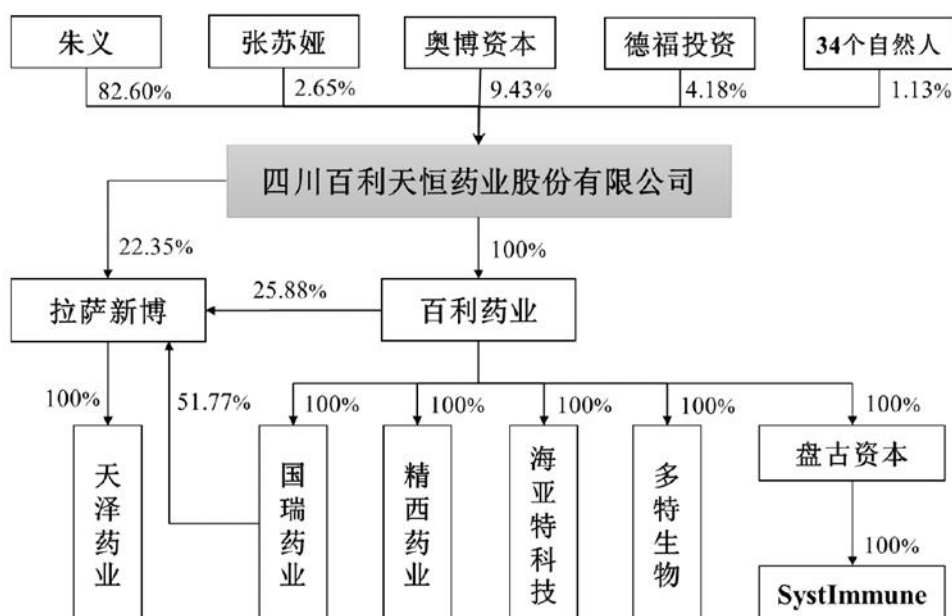 朱义
张苏娅
奥博资本
德福投资
34个自然人
82.60%
2.65%
9.43%
4.18%
1.13%
四川百利天恒药业股份有限公司
22.35%
100%
拉萨新博
25.88%
百利药业
100%
51.77%
100%
100%
100%
100%
100%
天泽药业
国瑞药业
精西药业
海亚特科技
多特生物
盘古资本
100%
SystImmune